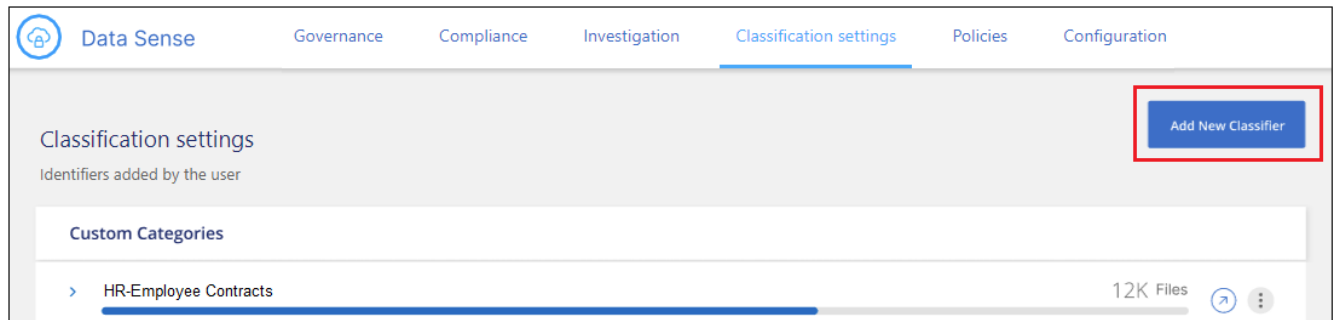 Data Sense Governance Compliance Investigation Classification settings Policies Configuration
Add New Classifier
Classification settings
Identifiers added by the user
Custom Categories
HR-Employee Contracts 12K Files